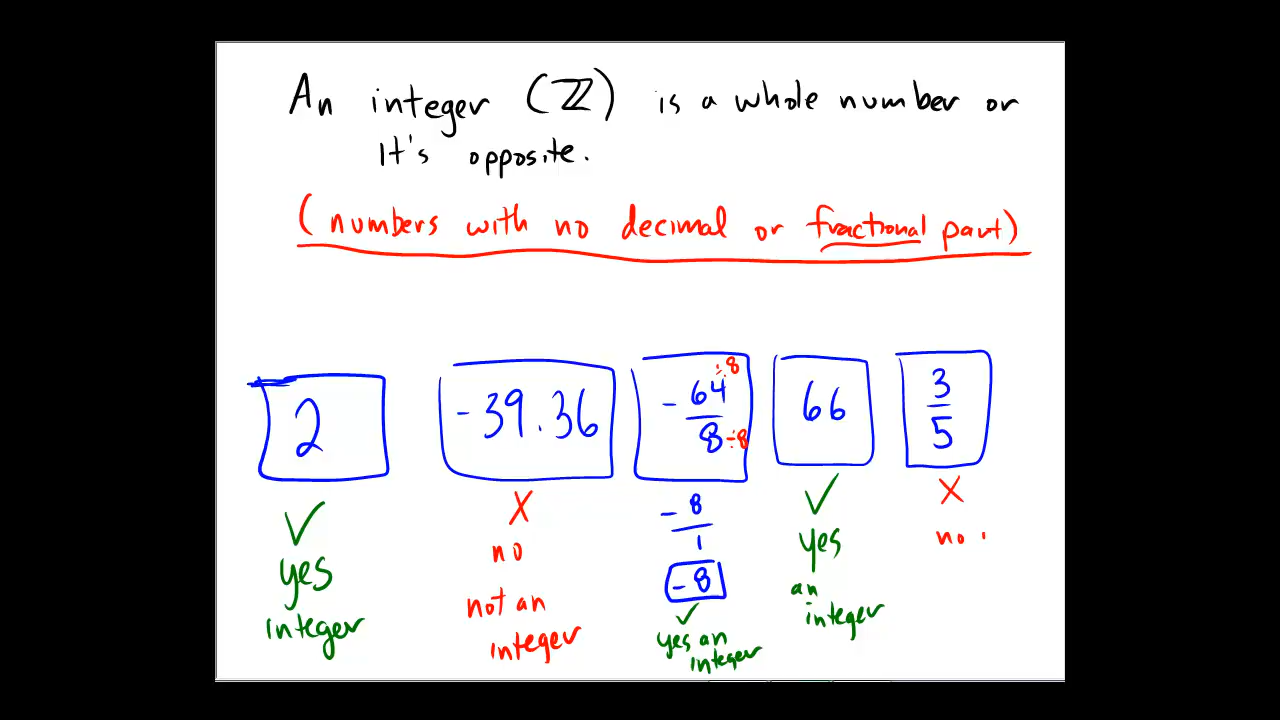 An integer (ℤ) is a whole number or
It's opposite.
(numbers with no decimal or fractional part)
2
-39.36
- 64/8 ÷8 ÷8
66
3/5
✓
yes
integer
X
no
not an
integer
- 8/1
-8
✓
yes an
integer
✓
yes
an
integer
X
no.